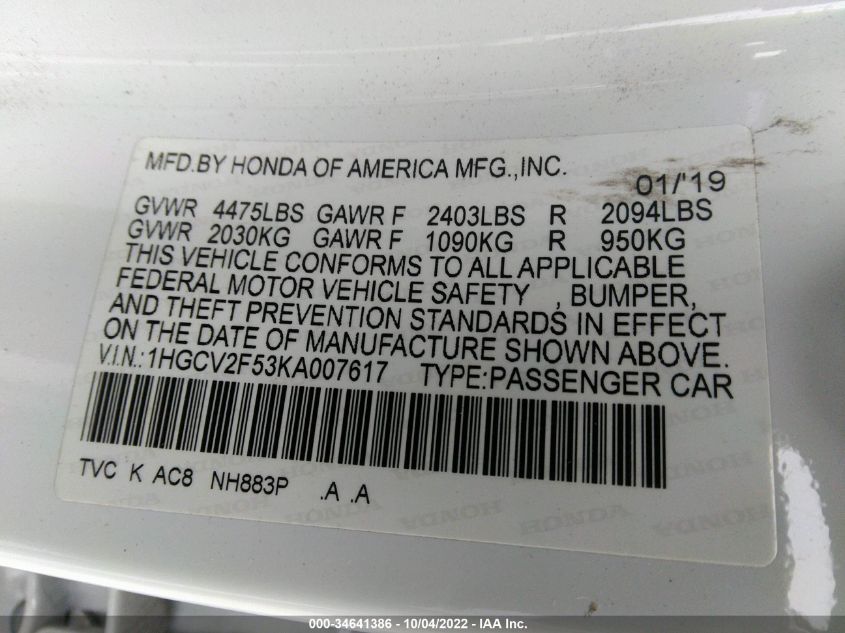 MFD.BY HONDA OF AMERICA MFG.,INC. 01/'19
GVWR 4475LBS GAWR F 2403LBS R 2094LBS
GVWR 2030KG GAWR F 1090KG R 950KG
THIS VEHICLE CONFORMS TO ALL APPLICABLE
FEDERAL MOTOR VEHICLE SAFETY , BUMPER,
AND THEFT PREVENTION STANDARDS IN EFFECT
ON THE DATE OF MANUFACTURE SHOWN ABOVE.
V.I.N.:1HGCV2F53KA007617 TYPE:PASSENGER CAR
TVC K AC8 NH883P .A .A
HONDA HONDA HONDA
000-34641386 - 10/04/2022 - IAA Inc.